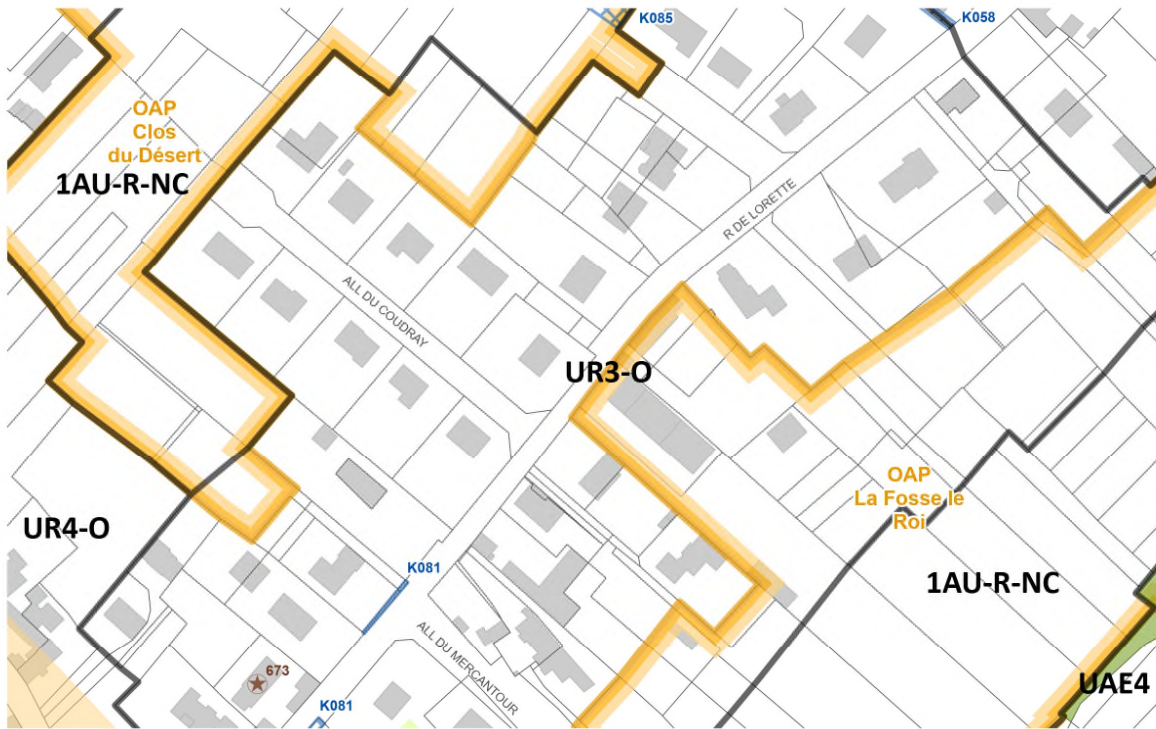 K085
K058
OAP
Clos
du Désert
1AU-R-NC
R DE LORETTE
ALL DU COUDRAY
UR3-O
OAP
La Fosse le
Roi
UR4-O
K081
1AU-R-NC
ALL DU MERCANTOUR
673
UAE4
K081